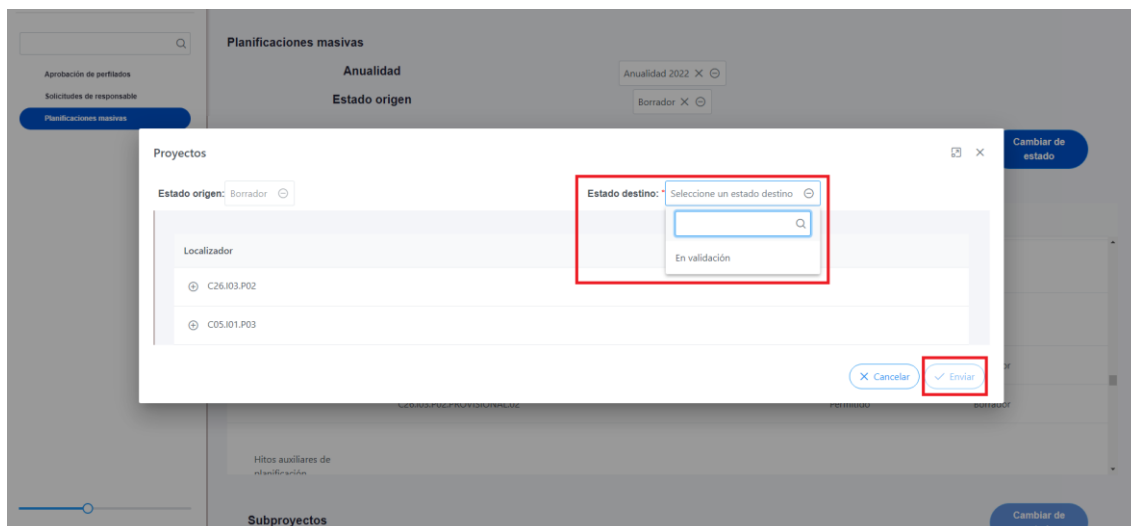 Planificaciones masivas
Anualidad
Anualidad 2022
Estado origen
Borrador
Aprobación de perfilados
Solicitudes de responsable
Planificaciones masivas
Cambiar de
estado
Proyectos
Estado origen: Borrador
Estado destino: * Seleccione un estado destino
En validación
Localizador
C26.I03.P02
C05.I01.P03
Cancelar
Enviar
C26.I03.P02.PROVISIONAL.02
Permitido
Borrador
Hitos auxiliares de
planificación
Subproyectos
Cambiar de